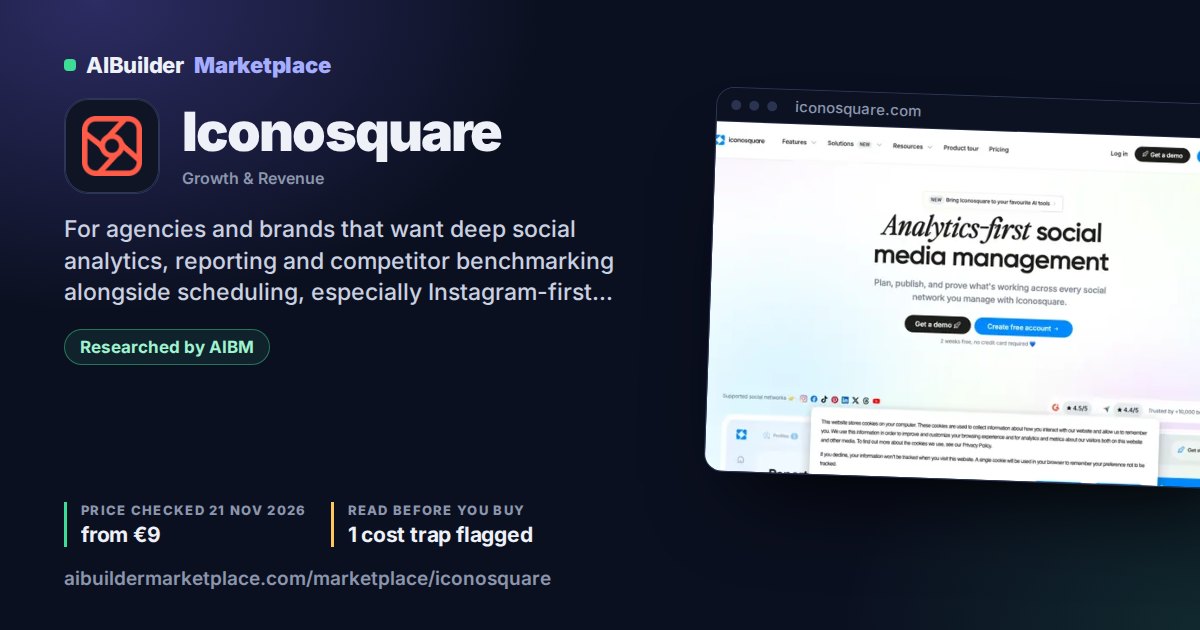 AIBuilder Marketplace
Iconosquare
Growth & Revenue
For agencies and brands that want deep social
analytics, reporting and competitor benchmarking
alongside scheduling, especially Instagram-first...
Researched by AIBM
PRICE CHECKED 21 NOV 2026
from €9
READ BEFORE YOU BUY
1 cost trap flagged
aibuildermarketplace.com/marketplace/iconosquare
iconosquare.com
Iconosquare Features Solutions NEW Resources Product tour Pricing Log in Get a demo
NEW Bring Iconosquare to your favourite AI tools
Analytics-first social
media management
Plan, publish, and prove what's working across every social
network you manage with Iconosquare.
Get a demo Create free account →
2 weeks free, no credit card required
Supported social networks
4.5/5 4.4/5 Trusted by +10,000
This website stores cookies on your computer. These cookies are used to collect information about how you interact with our website and allow us to remember
you. We use this information in order to improve and customize your browsing experience and for analytics and metrics about our visitors both on this website
and other media. To find out more about the cookies we use, see our Privacy Policy.
If you decline, your information won't be tracked when you visit this website. A single cookie will be used in your browser to remember your preference not to be
tracked.
Profiles